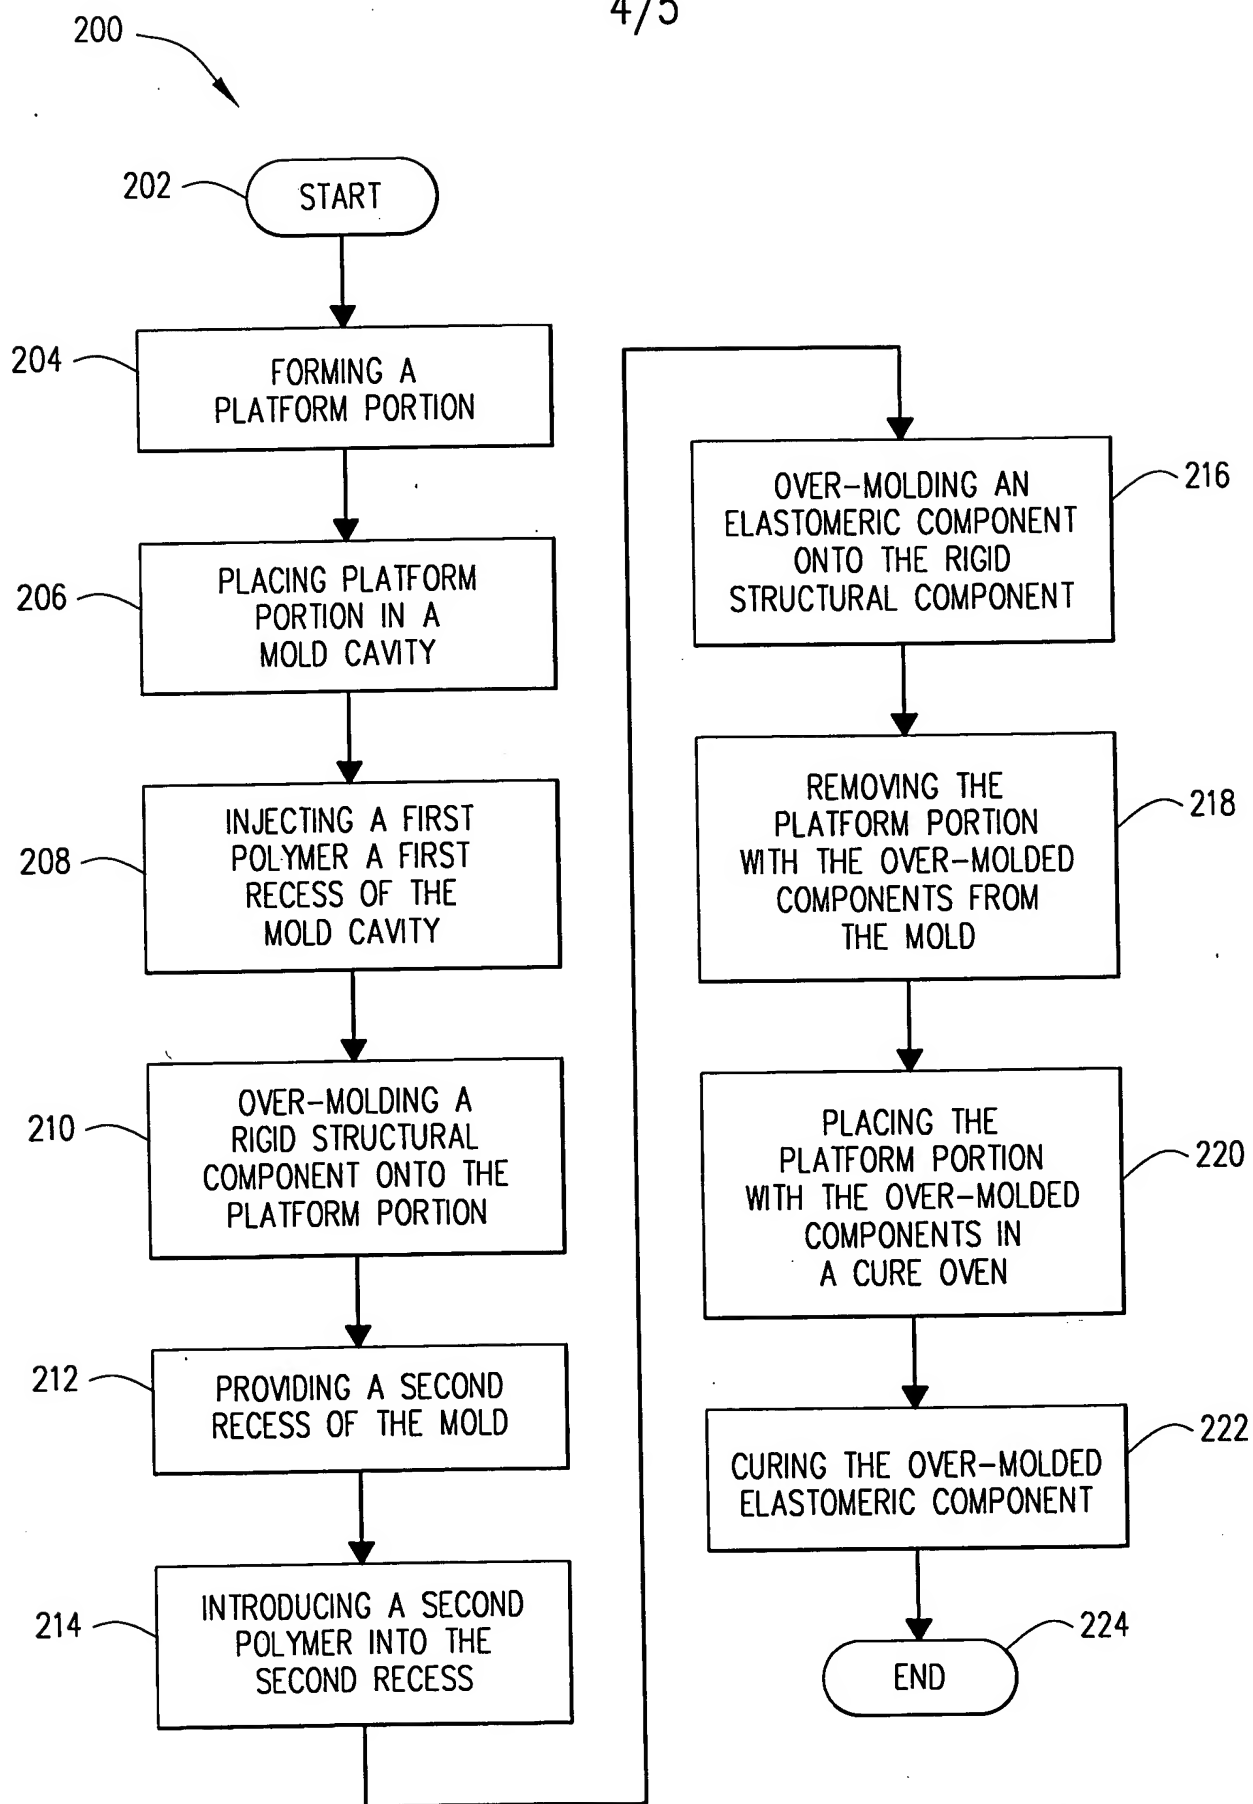 4/5
200
202
START
204
FORMING A
PLATFORM PORTION
206
PLACING PLATFORM
PORTION IN A
MOLD CAVITY
208
INJECTING A FIRST
POLYMER A FIRST
RECESS OF THE
MOLD CAVITY
210
OVER-MOLDING A
RIGID STRUCTURAL
COMPONENT ONTO THE
PLATFORM PORTION
212
PROVIDING A SECOND
RECESS OF THE MOLD
214
INTRODUCING A SECOND
POLYMER INTO THE
SECOND RECESS
OVER-MOLDING AN
ELASTOMERIC COMPONENT
ONTO THE RIGID
STRUCTURAL COMPONENT
216
REMOVING THE
PLATFORM PORTION
WITH THE OVER-MOLDED
COMPONENTS FROM
THE MOLD
218
PLACING THE
PLATFORM PORTION
WITH THE OVER-MOLDED
COMPONENTS IN
A CURE OVEN
220
CURING THE OVER-MOLDED
ELASTOMERIC COMPONENT
222
END
224